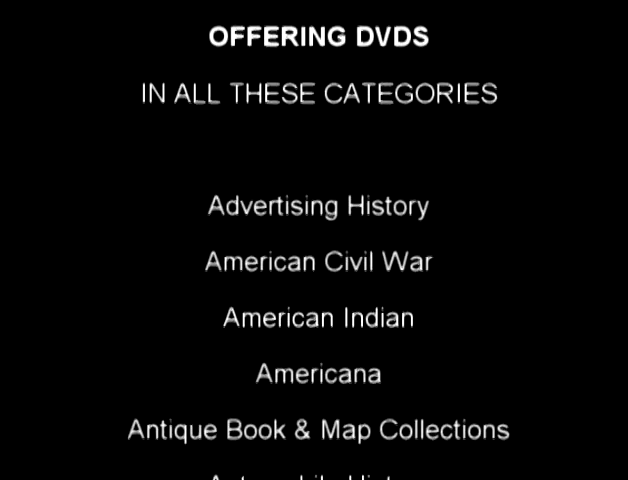 OFFERING DVDS
IN ALL THESE CATEGORIES
Advertising History
American Civil War
American Indian
Americana
Antique Book & Map Collections